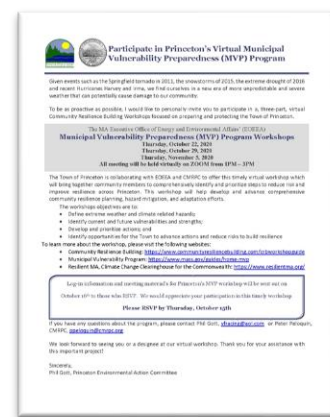 Participate in Princeton's Virtual Municipal
Vulnerability Preparedness (MVP) Program
Given events such as the Springfield tornado in 2011, the snowstorms of 2015, the extreme drought of 2016
and recent Hurricanes Harvey and Irma, we find ourselves in a new era of more unpredictable and severe
weather that can potentially cause damage to our community.
To be as proactive as possible, I would like to personally invite you to participate in a, three-part, virtual
Community Resilience Building Workshops focused on preparing and protecting the Town of Princeton.
The MA Executive Office of Energy and Environmental Affairs' (EOEEA)
Municipal Vulnerability Preparedness (MVP) Program Workshops
Thursday, October 22, 2020
Thursday, October 29, 2020
Thursday, November 5, 2020
All meeting will be held virtually on ZOOM from 1PM – 3PM
The Town of Princeton is collaborating with EOEEA and CMRPC to offer this timely virtual workshop which
will bring together community members to comprehensively identify and prioritize steps to reduce risk and
improve resilience across Princeton. This workshop will help develop and advance comprehensive
community resilience planning, hazard mitigation, and adaptation efforts.
The workshops objectives are to:
• Define extreme weather and climate related hazards;
• Identify current and future vulnerabilities and strengths;
• Develop and prioritize actions; and
• Identify opportunities for the Town to advance actions and reduce risks to build resilience
To learn more about the workshop, please visit the following websites:
• Community Resilience Building:
• Municipal Vulnerability Program:
• Resilient MA, Climate Change Clearinghouse for the Commonwealth: https://www.resilientma.org/
Log-on information and meeting material's for Princeton's MVP workshop will be sent out on
October 16th to those who RSVP. We would appreciate your participation in this timely workshop
Please RSVP by Thursday, October 15th
If you have any questions about the program, please contact Phil Gott, or Peter Peloquin,
CMRPC,
We look forward to seeing you or a designee at our virtual workshop. Thank you for your assistance with
this important project!
Sincerely,
Phil Gott, Princeton Environmental Action Committee